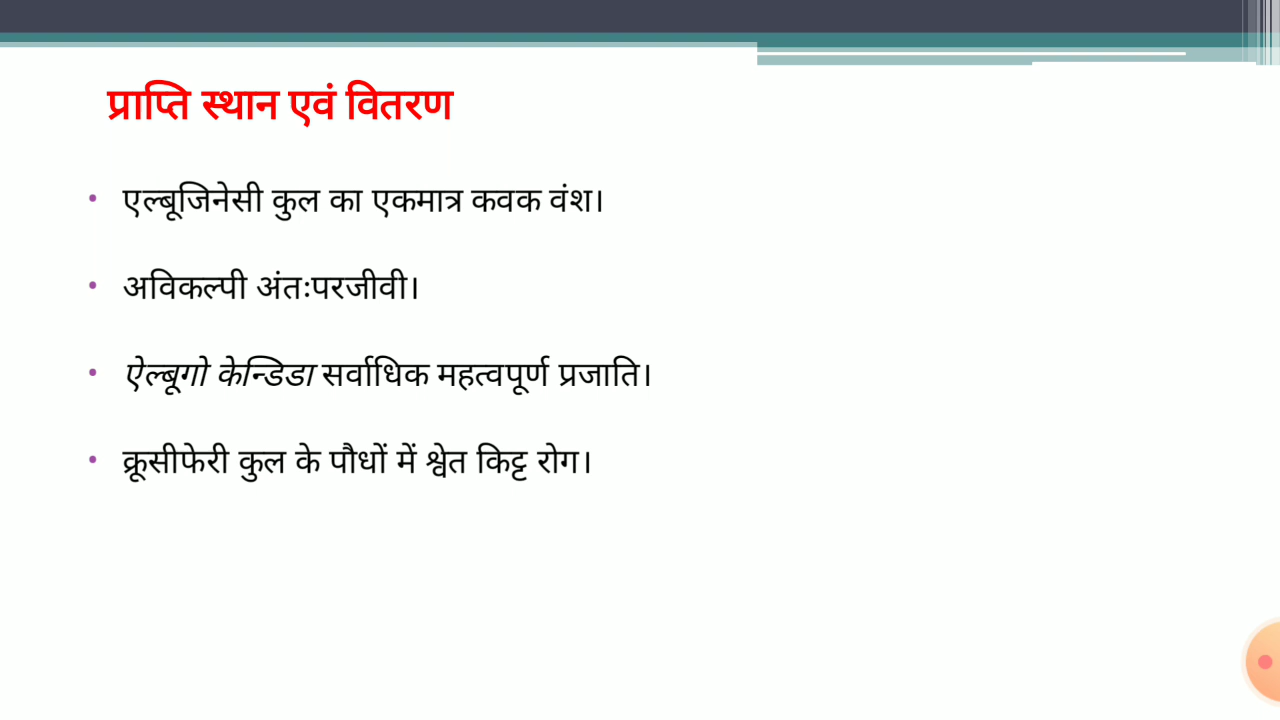 प्राप्ति स्थान एवं वितरण
• एल्बूजिनेसी कुल का एकमात्र कवक वंश।
• अविकल्पी अंतःपरजीवी।
• ऐल्बूगो केन्डिडा सर्वाधिक महत्वपूर्ण प्रजाति।
• क्रूसीफेरी कुल के पौधों में श्वेत किट्ट रोग।